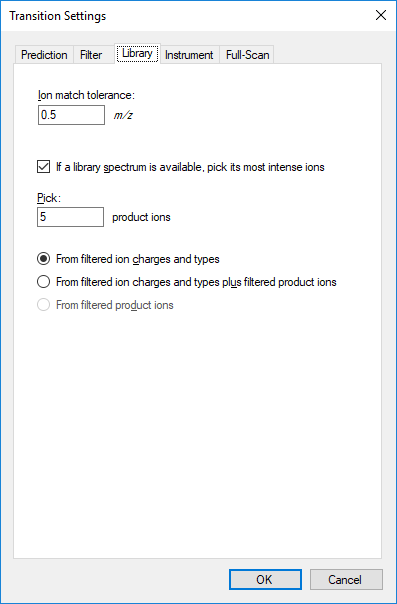 Transition Settings
Prediction Filter Library Instrument Full-Scan
Ion match tolerance:
0.5 m/z
If a library spectrum is available, pick its most intense ions
Pick:
5 product ions
From filtered ion charges and types
From filtered ion charges and types plus filtered product ions
From filtered product ions
OK Cancel